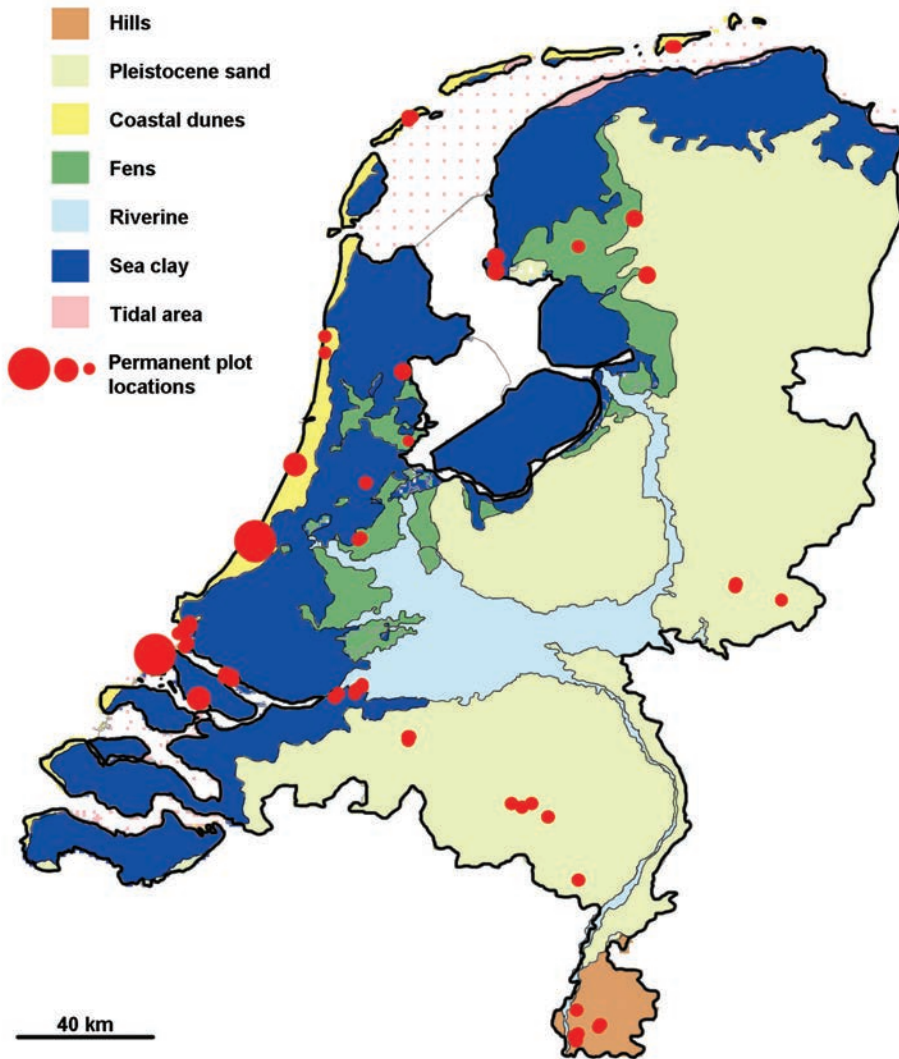 Hills
Pleistocene sand
Coastal dunes
Fens
Riverine
Sea clay
Tidal area
Permanent plot
locations
40 km